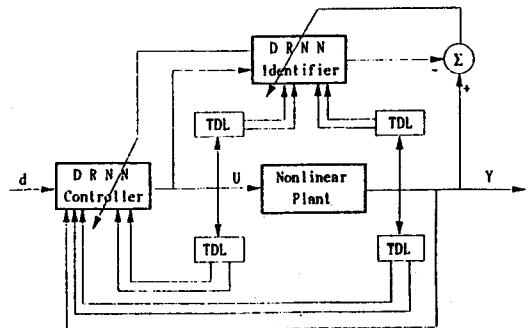 D R N N
Identifier
Σ
-
+
TDL
TDL
d
D R N N
Controller
U
Nonlinear
Plant
Y
TDL
TDL